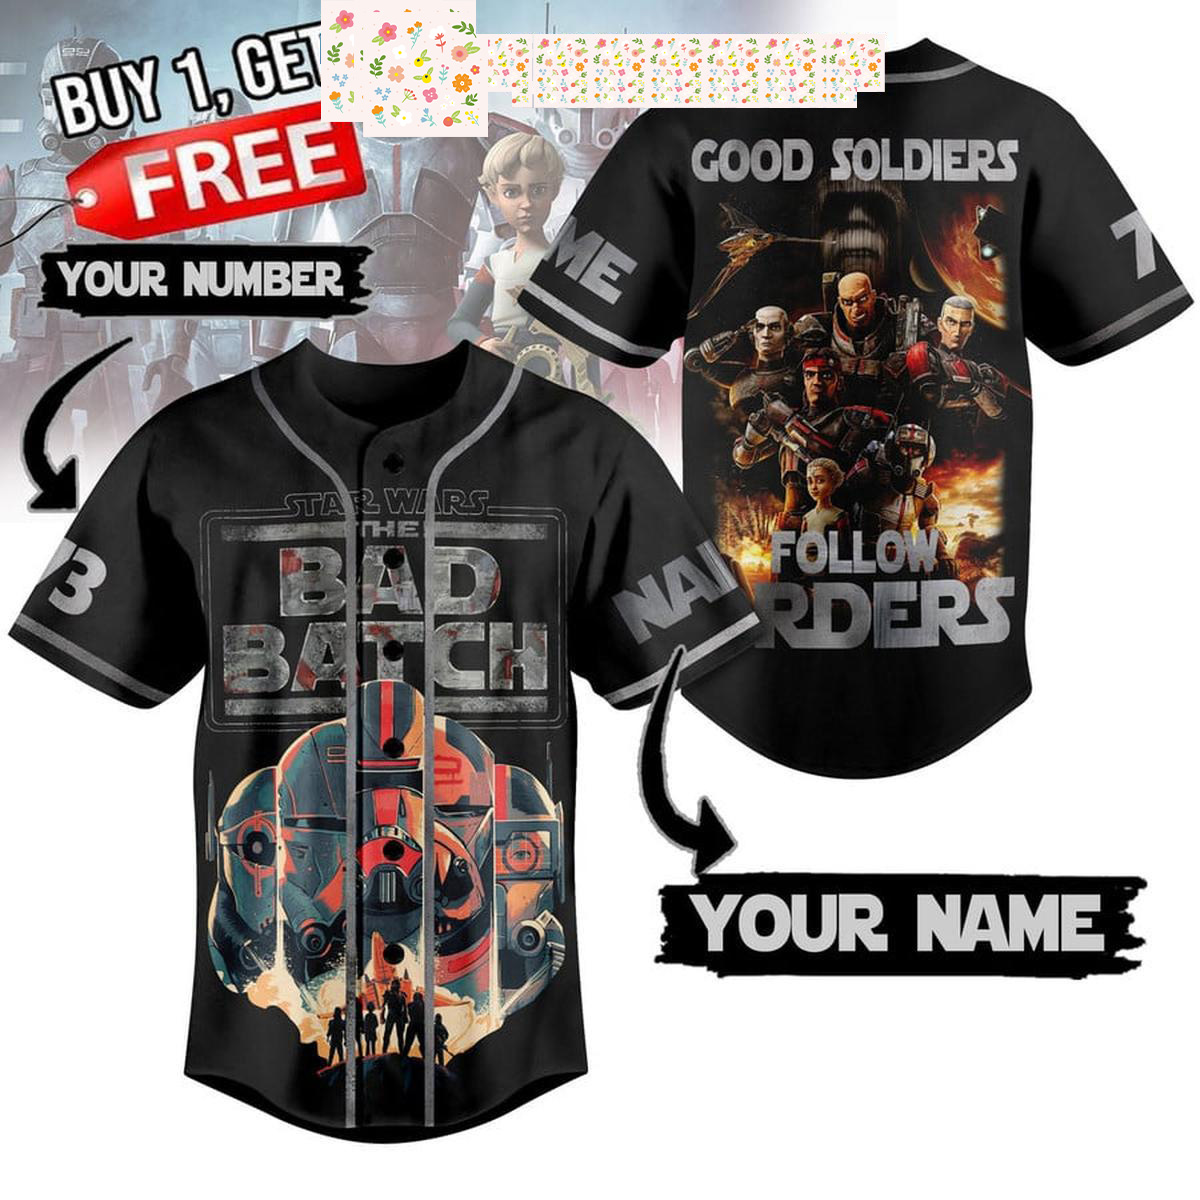 BUY 1, GET
FREE
YOUR NUMBER
GOOD SOLDIERS
ME
7
FOLLOW
RDERS
STAR WARS
THE
BAD
BATCH
73
NAM
YOUR NAME